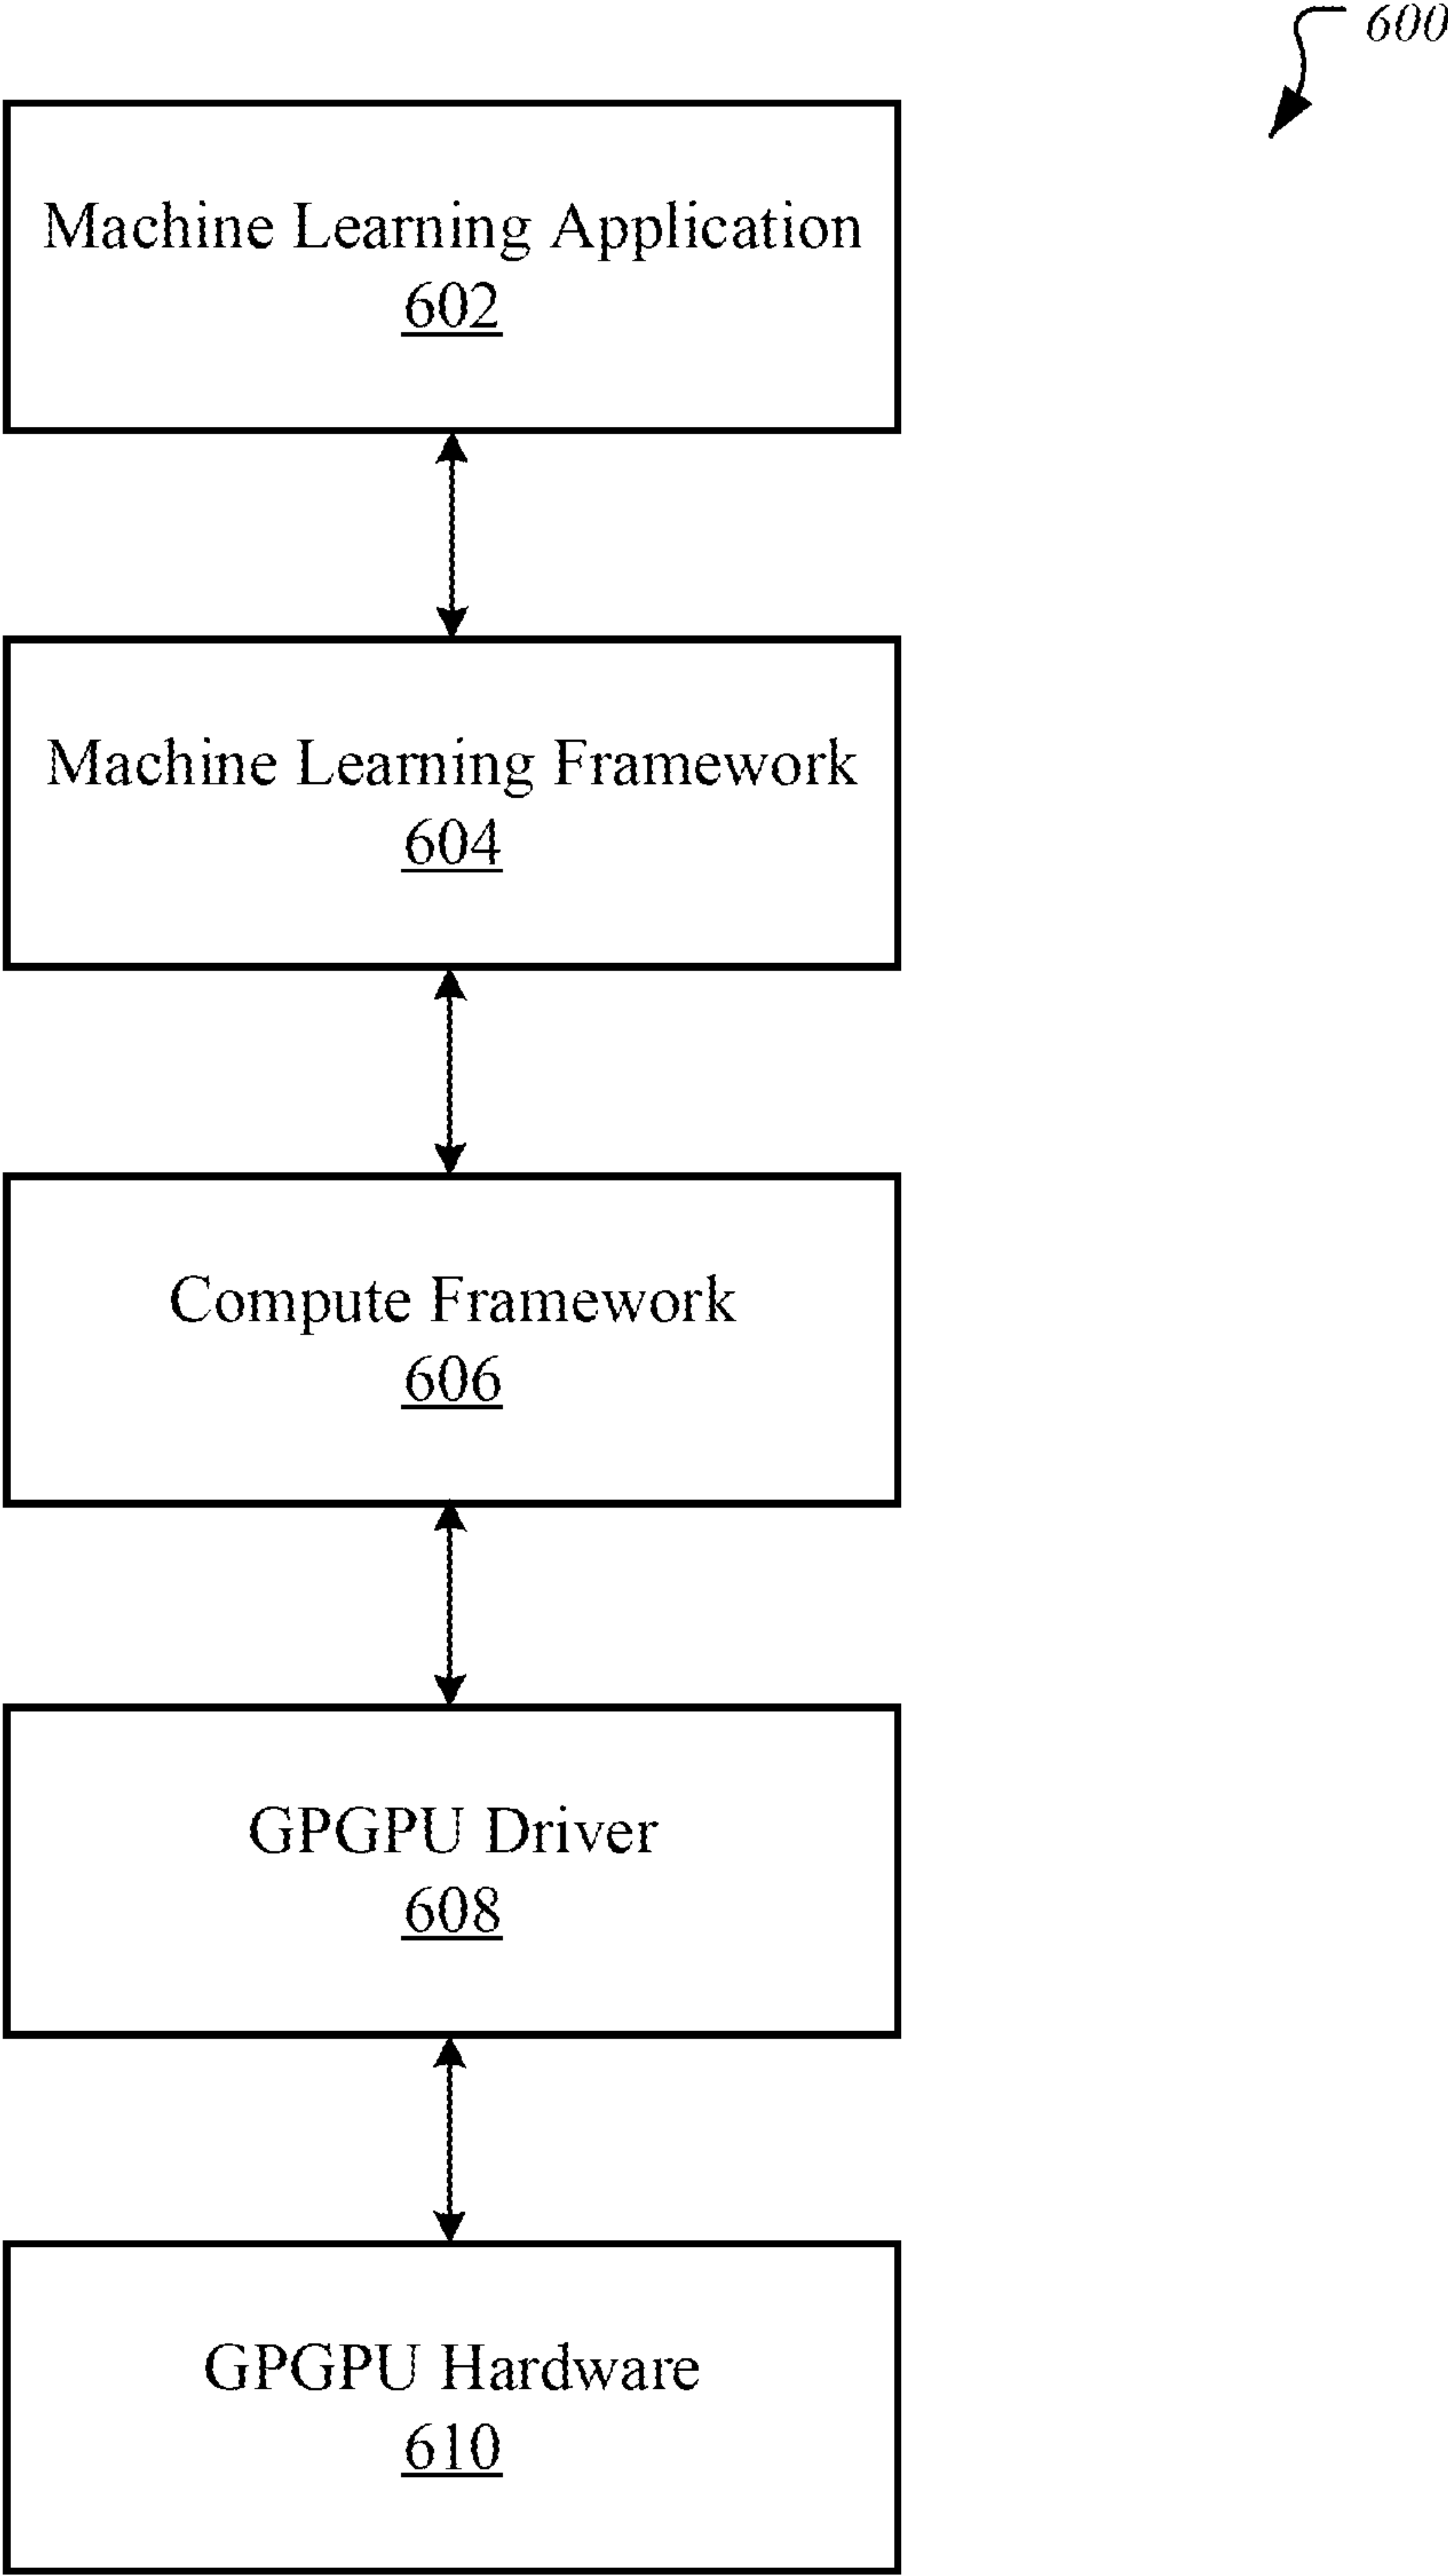 600
Machine Learning Application
602
Machine Learning Framework
604
Compute Framework
606
GPGPU Driver
608
GPGPU Hardware
610